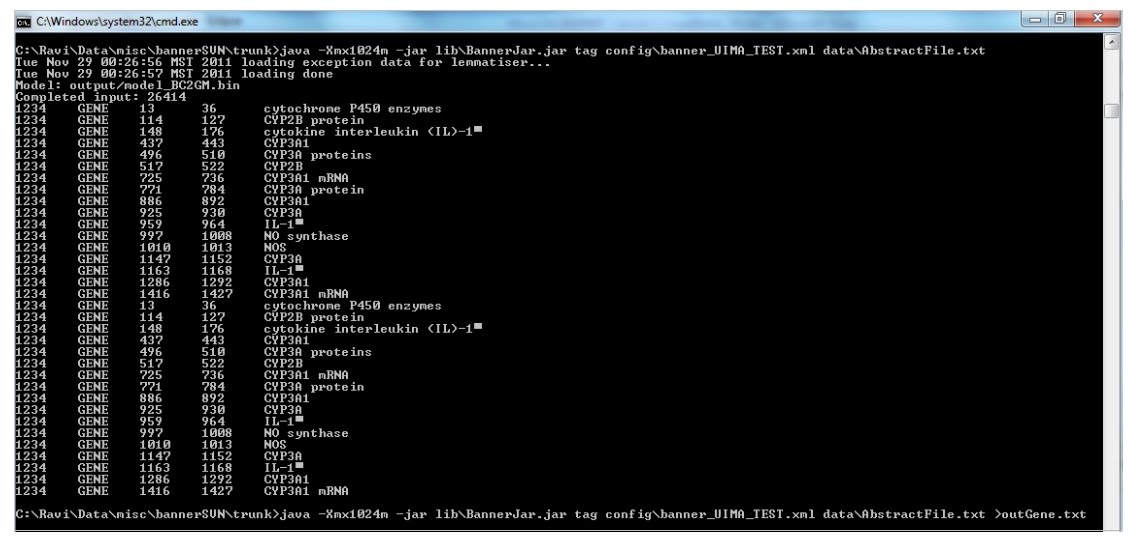 C:\Windows\system32\cmd.exe
C:\Ravi\Data\misc\bannerSVN\trunk>java -Xmx1024m -jar lib\BannerJar.jar tag config\banner_UIMA_TEST.xml data\AbstractFile.txt
Tue Nov 29 00:26:56 MST 2011 loading exception data for lemmatiser...
Tue Nov 29 00:26:57 MST 2011 loading done
Model: output/model_BC2GM.bin
Completed input: 26414
1234 GENE 13 36 cytochrome P450 enzymes
1234 GENE 114 127 CYP2B protein
1234 GENE 148 176 cytokine interleukin (IL)-1■
1234 GENE 437 443 CYP3A1
1234 GENE 496 510 CYP3A proteins
1234 GENE 517 522 CYP2B
1234 GENE 725 736 CYP3A1 mRNA
1234 GENE 771 784 CYP3A protein
1234 GENE 886 892 CYP3A1
1234 GENE 925 930 CYP3A
1234 GENE 959 964 IL-1■
1234 GENE 997 1008 NO synthase
1234 GENE 1010 1013 NOS
1234 GENE 1147 1152 CYP3A
1234 GENE 1163 1168 IL-1■
1234 GENE 1286 1292 CYP3A1
1234 GENE 1416 1427 CYP3A1 mRNA
1234 GENE 13 36 cytochrome P450 enzymes
1234 GENE 114 127 CYP2B protein
1234 GENE 148 176 cytokine interleukin (IL)-1■
1234 GENE 437 443 CYP3A1
1234 GENE 496 510 CYP3A proteins
1234 GENE 517 522 CYP2B
1234 GENE 725 736 CYP3A1 mRNA
1234 GENE 771 784 CYP3A protein
1234 GENE 886 892 CYP3A1
1234 GENE 925 930 CYP3A
1234 GENE 959 964 IL-1■
1234 GENE 997 1008 NO synthase
1234 GENE 1010 1013 NOS
1234 GENE 1147 1152 CYP3A
1234 GENE 1163 1168 IL-1■
1234 GENE 1286 1292 CYP3A1
1234 GENE 1416 1427 CYP3A1 mRNA
C:\Ravi\Data\misc\bannerSVN\trunk>java -Xmx1024m -jar lib\BannerJar.jar tag config\banner_UIMA_TEST.xml data\AbstractFile.txt >outGene.txt